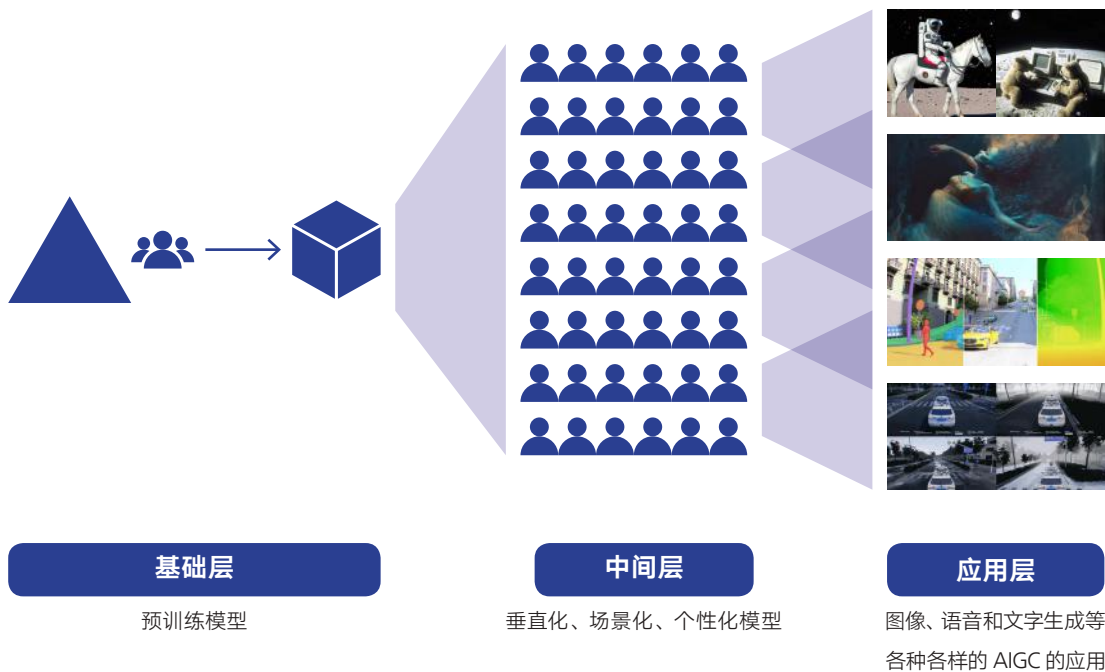 基础层
预训练模型
中间层
垂直化、场景化、个性化模型
应用层
图像、语音和文字生成等
各种各样的 AIGC 的应用